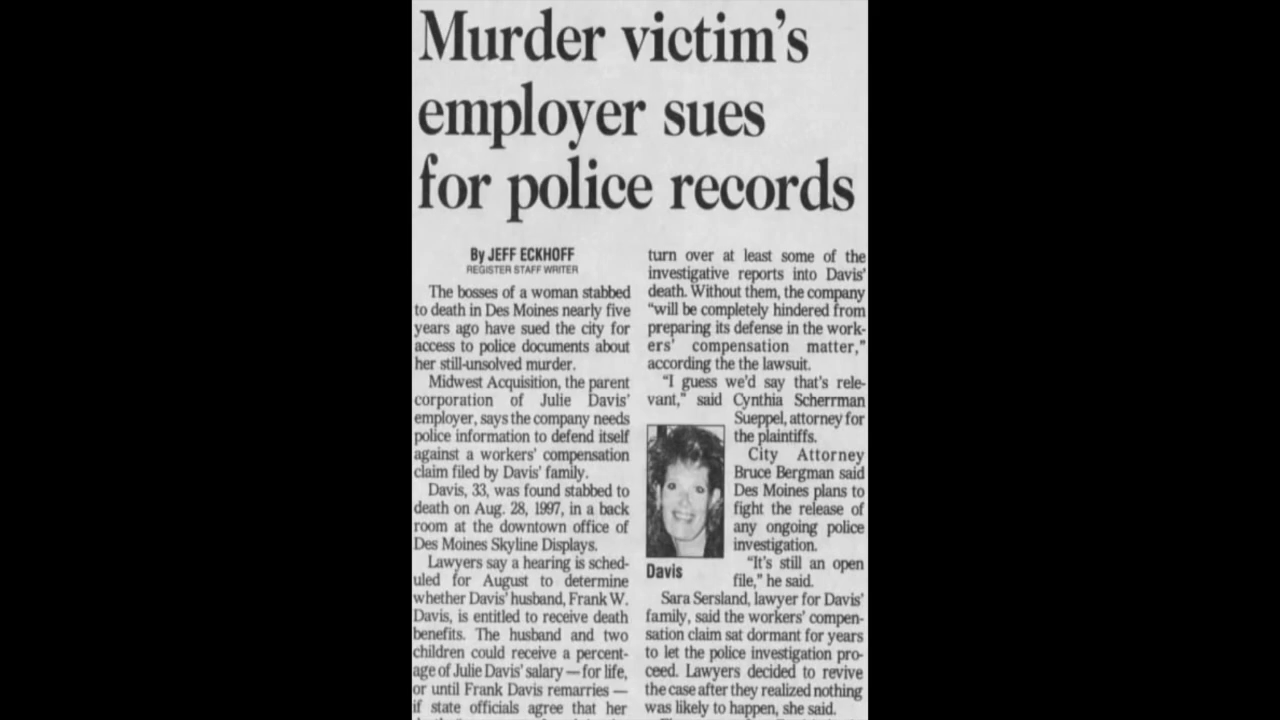 Murder victim's
employer sues
for police records
By JEFF ECKHOFF
REGISTER STAFF WRITER
The bosses of a woman stabbed
to death in Des Moines nearly five
years ago have sued the city for
access to police documents about
her still-unsolved murder.
Midwest Acquisition, the parent
corporation of Julie Davis'
employer, says the company needs
police information to defend itself
against a workers' compensation
claim filed by Davis' family.
Davis, 33, was found stabbed to
death on Aug. 28, 1997, in a back
room at the downtown office of
Des Moines Skyline Displays.
Lawyers say a hearing is sched-
uled for August to determine
whether Davis' husband, Frank W.
Davis, is entitled to receive death
benefits. The husband and two
children could receive a percent-
age of Julie Davis' salary — for life,
or until Frank Davis remarries —
if state officials agree that her
turn over at least some of the
investigative reports into Davis'
death. Without them, the company
"will be completely hindered from
preparing its defense in the work-
ers' compensation matter,"
according the the lawsuit.
"I guess we'd say that's rele-
vant," said Cynthia Scherrman
Sueppel, attorney for
the plaintiffs.
City Attorney
Bruce Bergman said
Des Moines plans to
fight the release of
any ongoing police
investigation.
"It's still an open
file," he said.
Davis
Sara Sersland, lawyer for Davis'
family, said the workers' compen-
sation claim sat dormant for years
to let the police investigation pro-
ceed. Lawyers decided to revive
the case after they realized nothing
was likely to happen, she said.